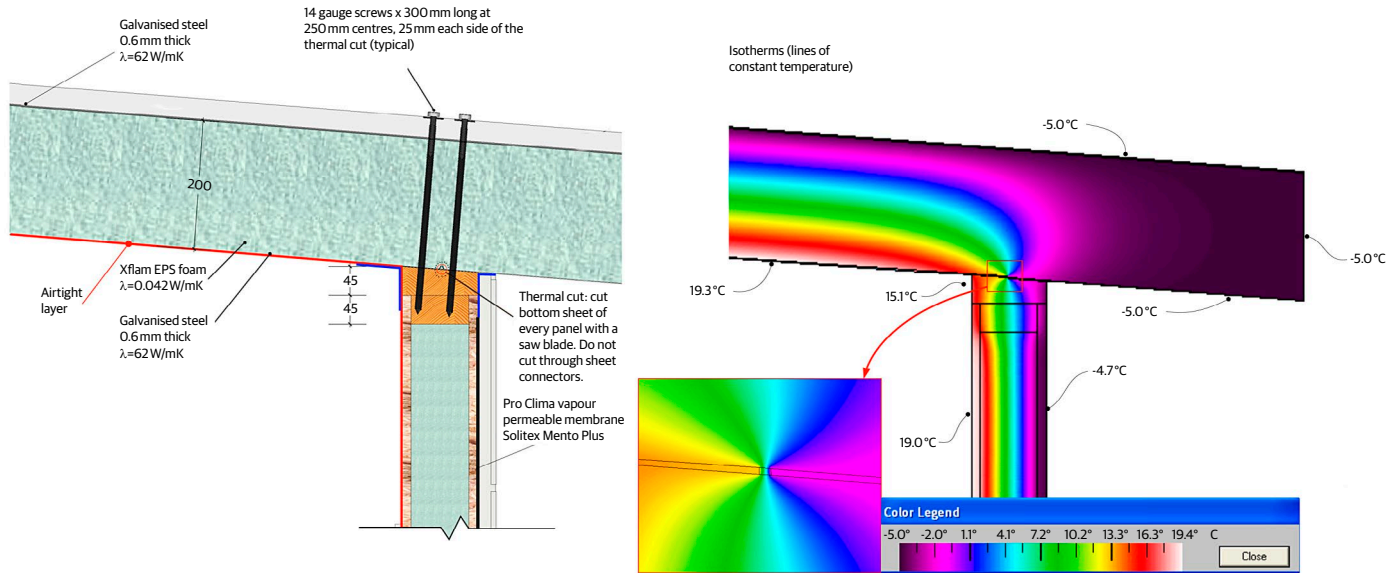 14 gauge screws x 300 mm long at
250 mm centres, 25 mm each side of the
thermal cut (typical)
Galvanised steel
0.6 mm thick
λ=62 W/mK
200
Airtight
layer
Xflam EPS foam
λ=0.042 W/mK
Galvanised steel
0.6 mm thick
λ=62 W/mK
45
45
Thermal cut: cut
bottom sheet of
every panel with a
saw blade. Do not
cut through sheet
connectors.
Pro Clima vapour
permeable membrane
Solitex Mento Plus
Isotherms (lines of
constant temperature)
-5.0 °C
-5.0 °C
19.3 °C
15.1 °C
-5.0 °C
-4.7 °C
19.0 °C
Color Legend
-5.0° -2.0° 1.1° 4.1° 7.2° 10.2° 13.3° 16.3° 19.4° C
Close